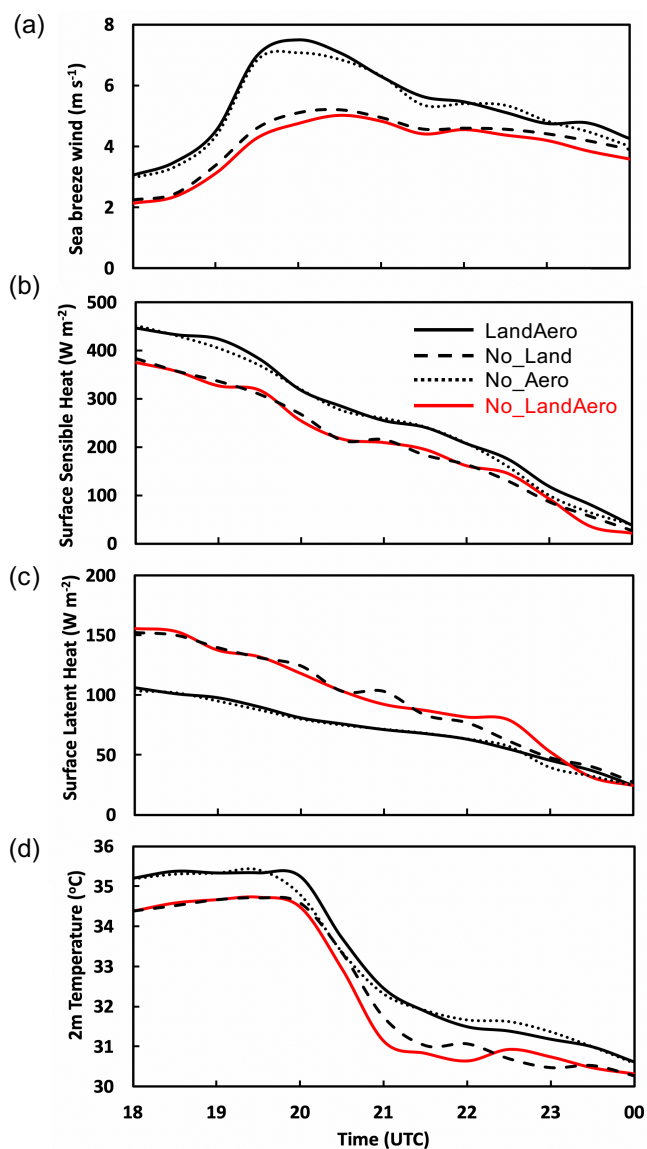 (a)
Sea breeze wind (m s-1)
8
6
4
2
0
(b)
Surface Sensible Heat (W m-2)
500
400
300
200
100
0
LandAero
No_Land
No_Aero
No_LandAero
(c)
Surface Latent Heat (W m-2)
200
150
100
50
0
(d)
2m Temperature (oC)
36
35
34
33
32
31
30
18 19 20 21 22 23 00
Time (UTC)